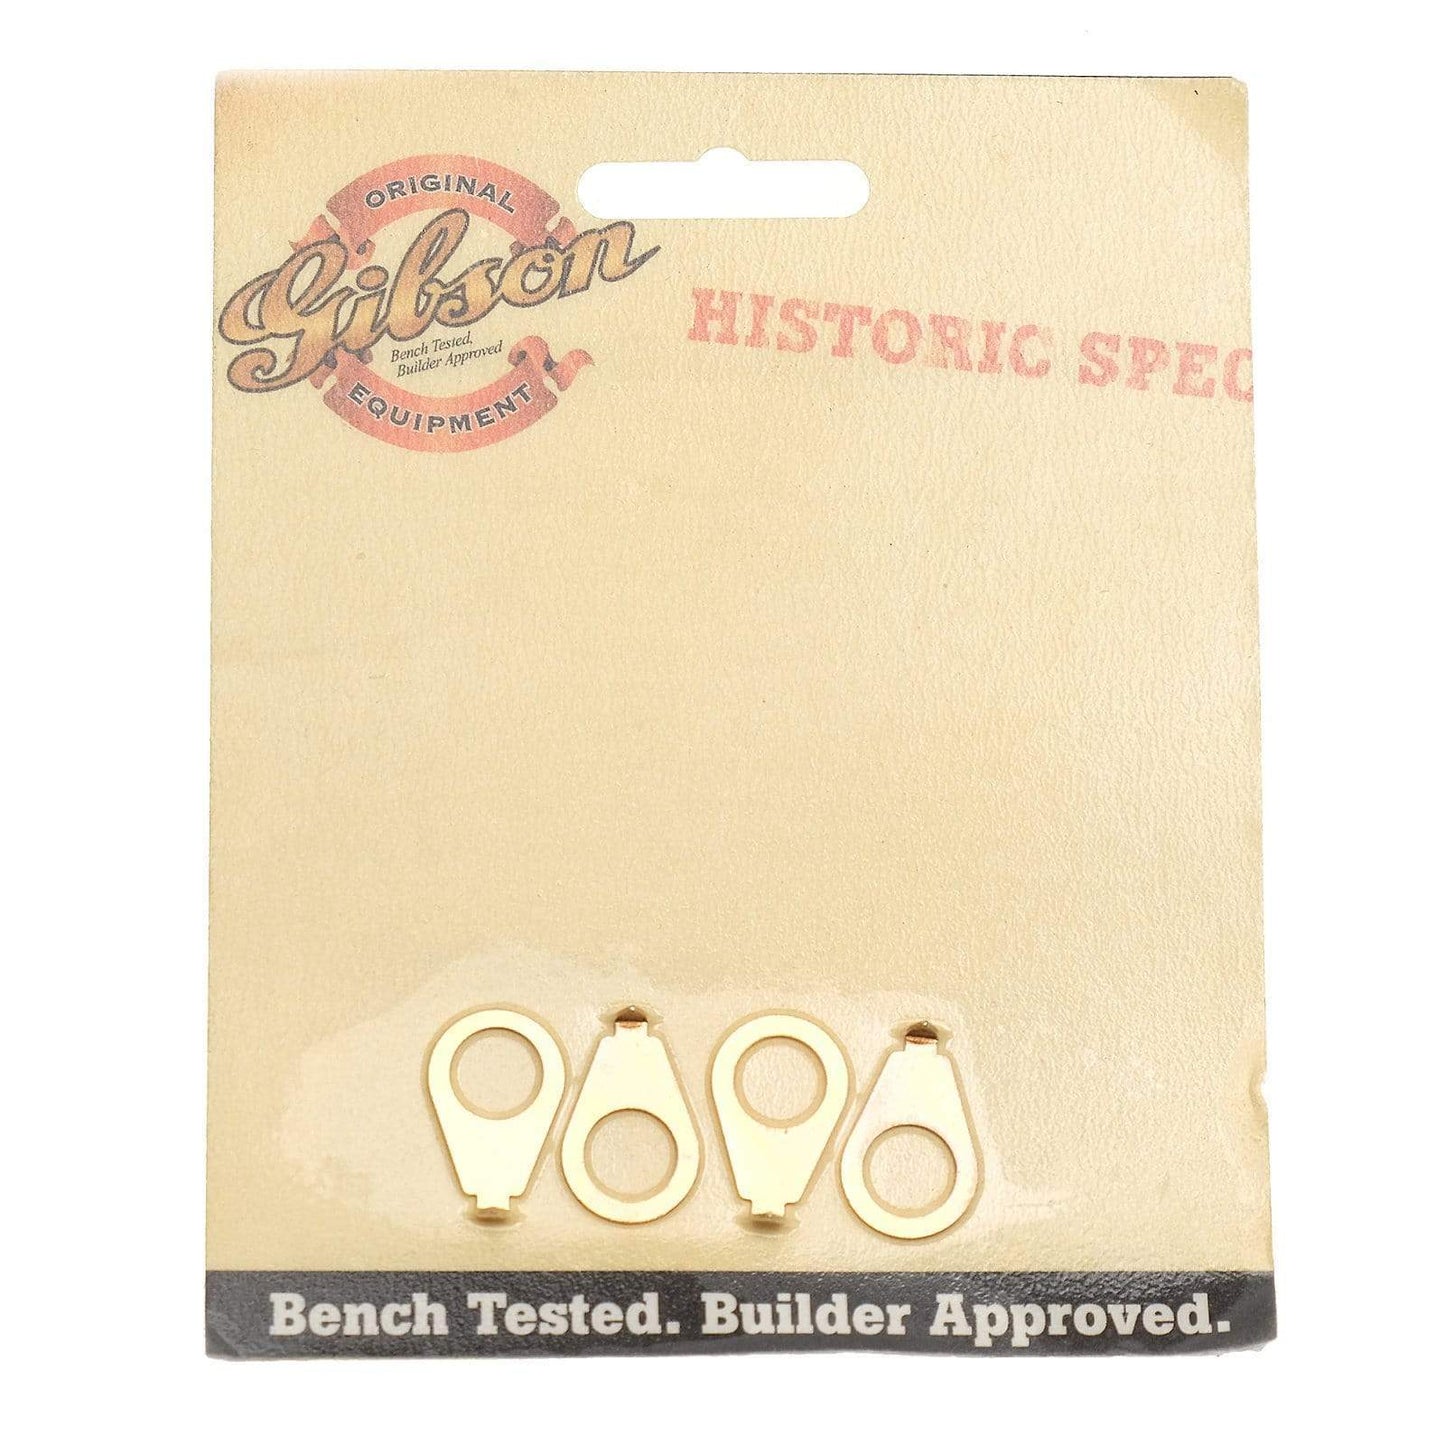 ORIGINAL
Gibson
Bench Tested,
Builder Approved
EQUIPMENT
HISTORIC SPEC
Bench Tested. Builder Approved.